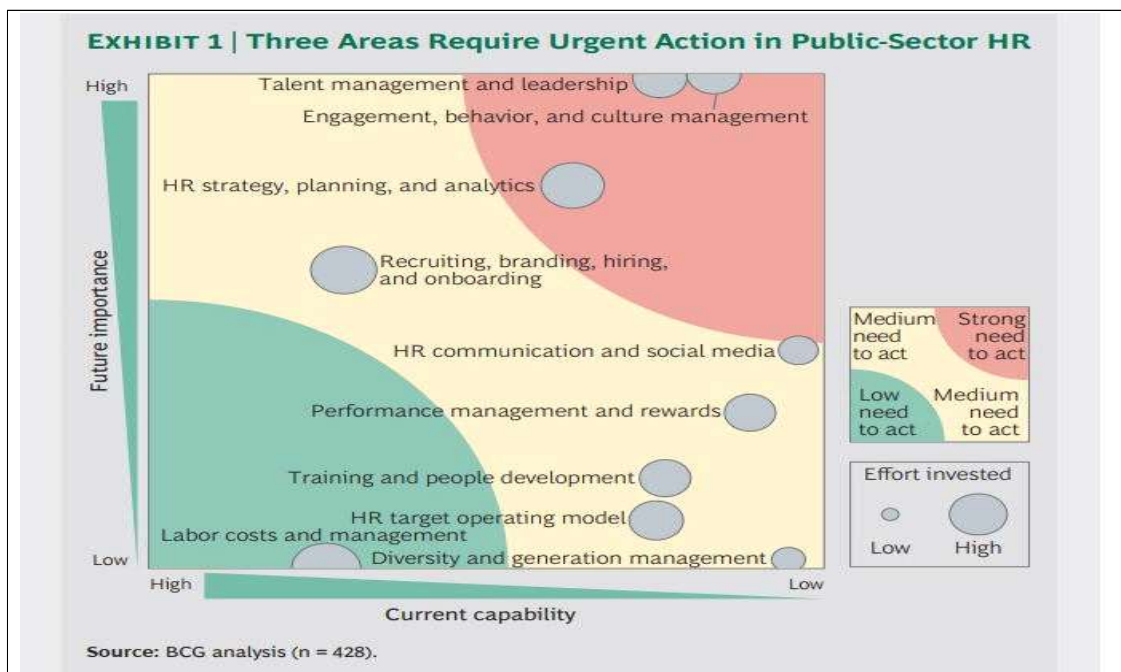 EXHIBIT 1 | Three Areas Require Urgent Action in Public-Sector HR
High
Talent management and leadership
Engagement, behavior, and culture management
HR strategy, planning, and analytics
Recruiting, branding, hiring,
and onboarding
Future importance
HR communication and social media
Performance management and rewards
Training and people development
HR target operating model
Labor costs and management
Diversity and generation management
Low
High
Low
Current capability
Medium
need
to act
Strong
need
to act
Low
need
to act
Medium
need
to act
Effort invested
Low
High
Source: BCG analysis (n = 428).